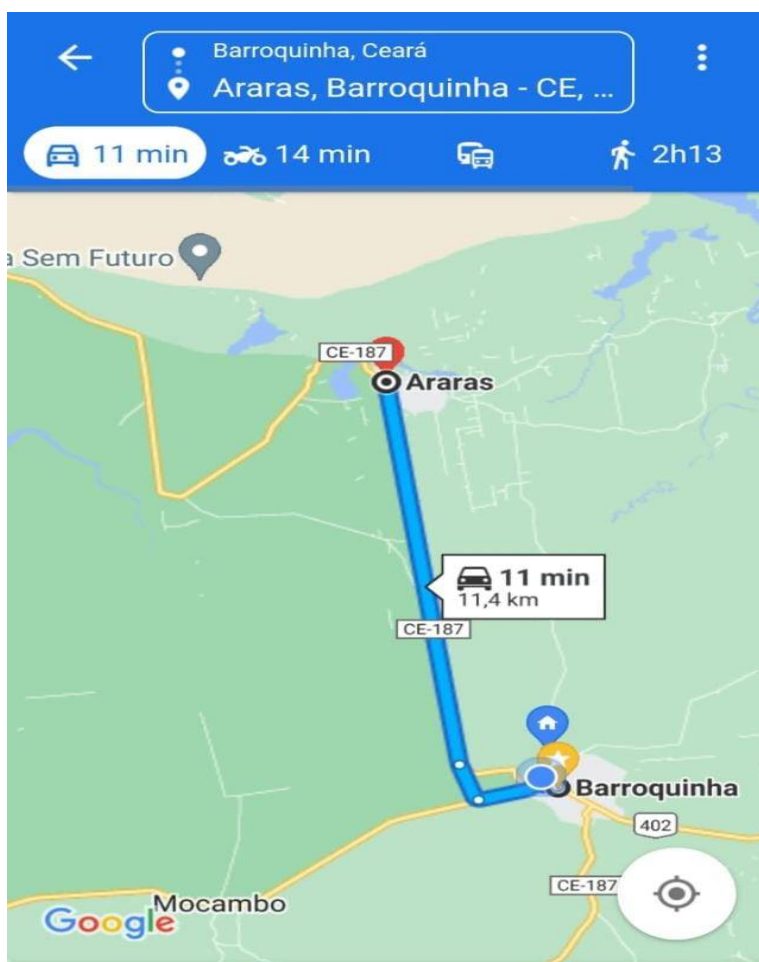 Barroquinha, Ceará
Araras, Barroquinha - CE, ...
11 min 14 min 2h13
a Sem Futuro
CE-187
Araras
11 min
11,4 km
CE-187
Barroquinha
402
CE-187
Mocambo
Google